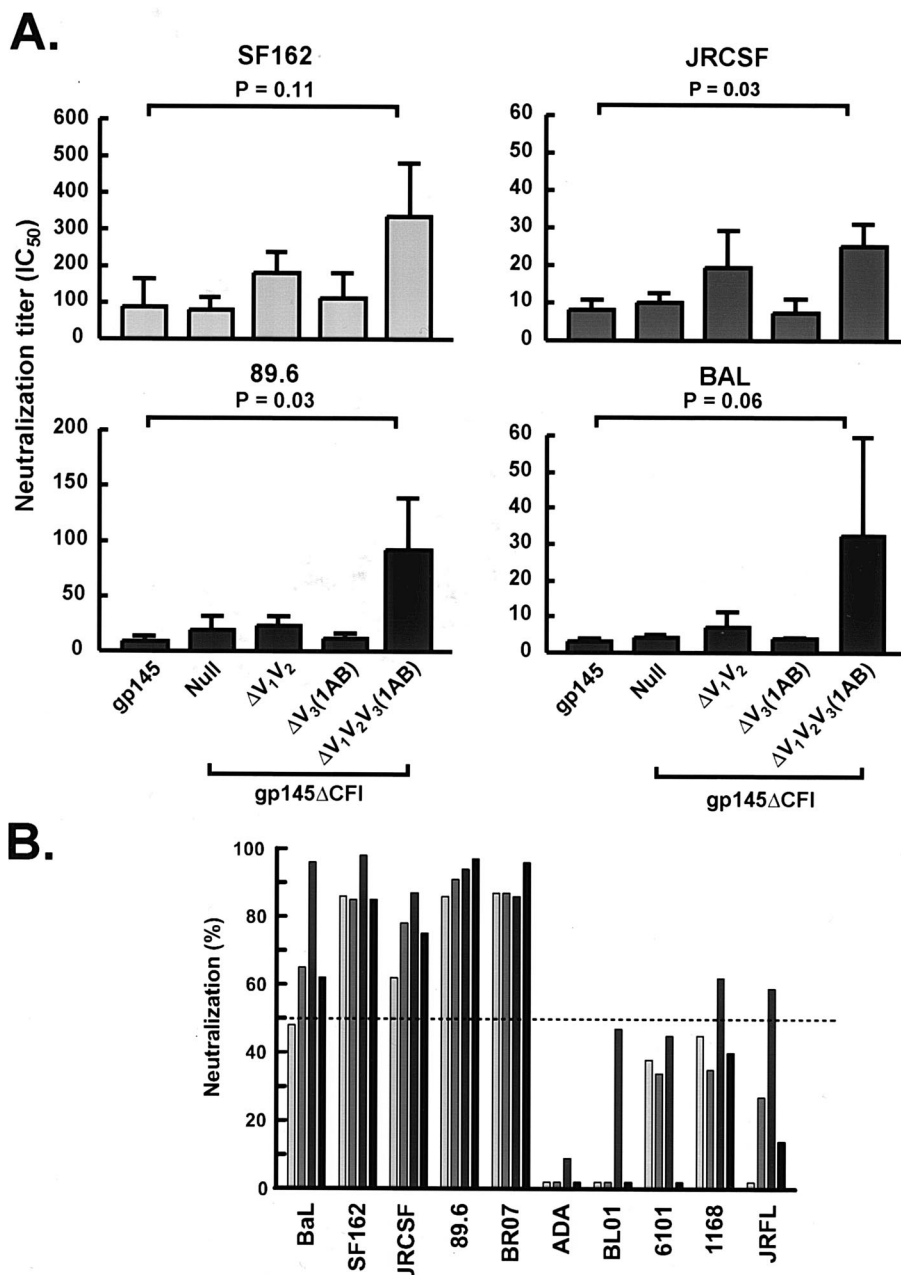 A.
SF162
P = 0.11
JRCSF
P = 0.03
Neutralization titer (IC50)
600
500
400
300
200
100
0
60
50
40
30
20
10
0
89.6
P = 0.03
BAL
P = 0.06
200
150
100
50
0
60
50
40
30
20
10
0
gp145
Null
ΔV1V2
ΔV3(1AB)
ΔV1V2V3(1AB)
gp145
Null
ΔV1V2
ΔV3(1AB)
ΔV1V2V3(1AB)
gp145ΔCFI
gp145ΔCFI
B.
Neutralization (%)
100
80
60
40
20
0
BaL
SF162
JRCSF
89.6
BR07
ADA
BL01
6101
1168
JRFL